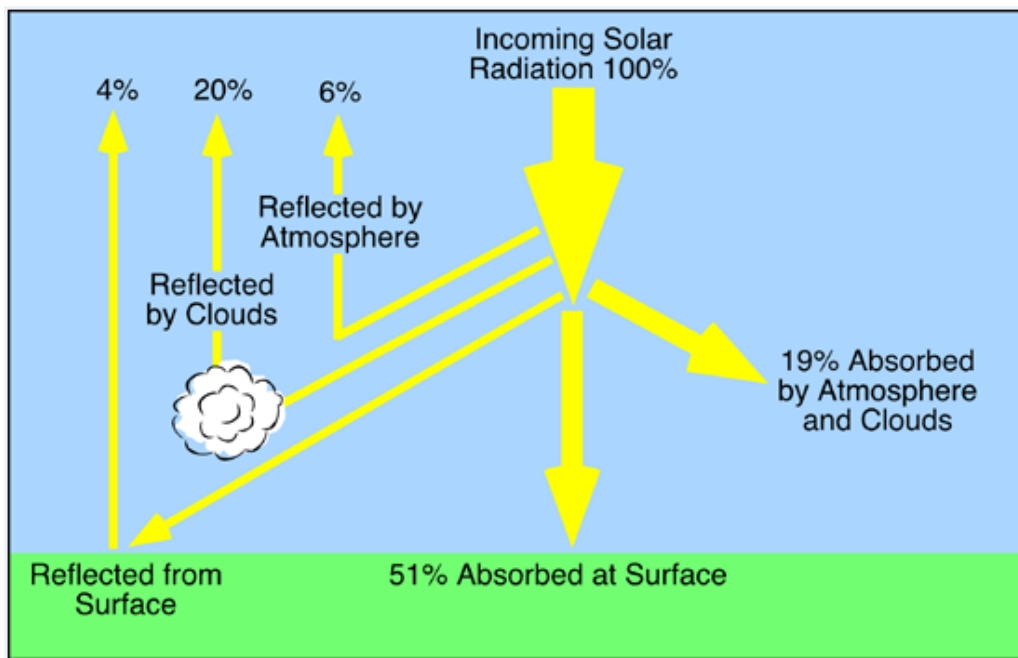 Incoming Solar
Radiation 100%
4%
20%
6%
Reflected by
Atmosphere
Reflected
by Clouds
19% Absorbed
by Atmosphere
and Clouds
Reflected from
Surface
51% Absorbed at Surface